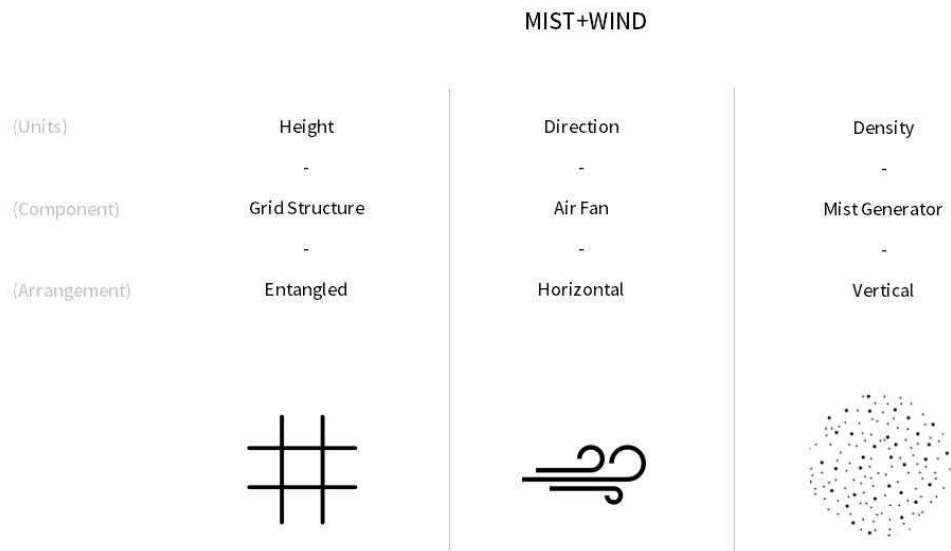 MIST+WIND
(Units) Height Direction Density
- - -
(Component) Grid Structure Air Fan Mist Generator
- - -
(Arrangement) Entangled Horizontal Vertical